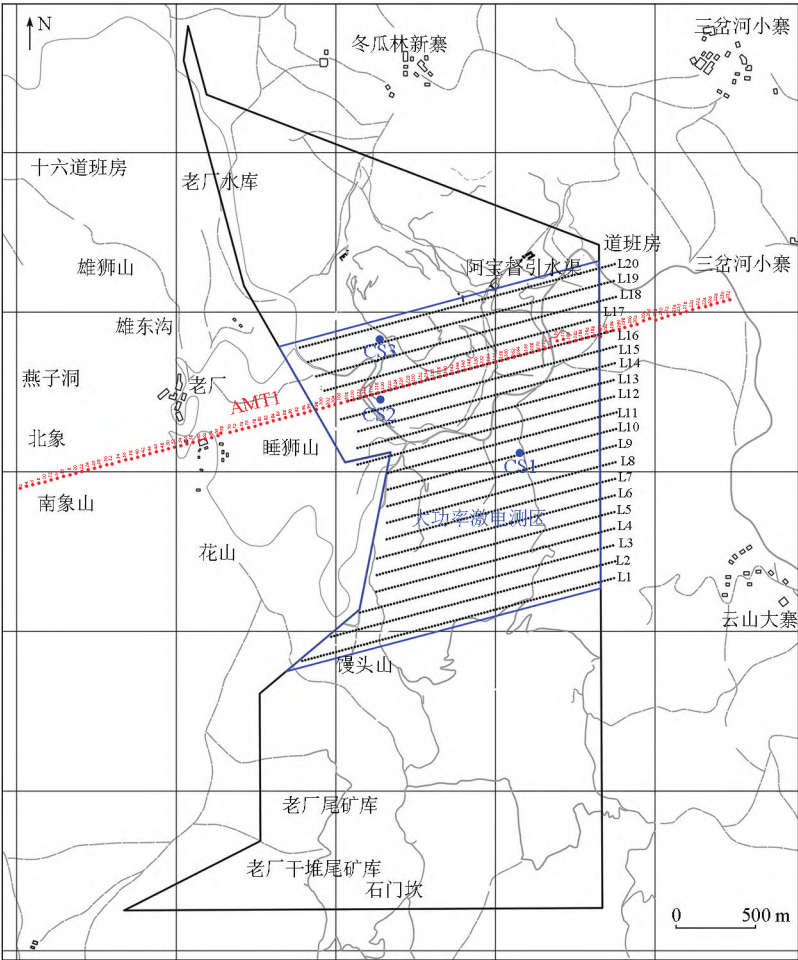 N
冬瓜林新寨
三岔河小寨
十六道班房
老厂水库
道班房
阿宝督引水渠
三岔河小寨
雄狮山
L20
L19
L18
L17
雄东沟
L16
CS3
L15
L14
燕子洞
老厂
L13
AMT1
L12
CS2
L11
L10
北象
睡狮山
L9
CS1
L8
L7
南象山
L6
大功率激电测区
L5
L4
花山
L3
L2
L1
云山大寨
馒头山
老厂尾矿库
老厂干堆尾矿库
石门坎
0 500 m